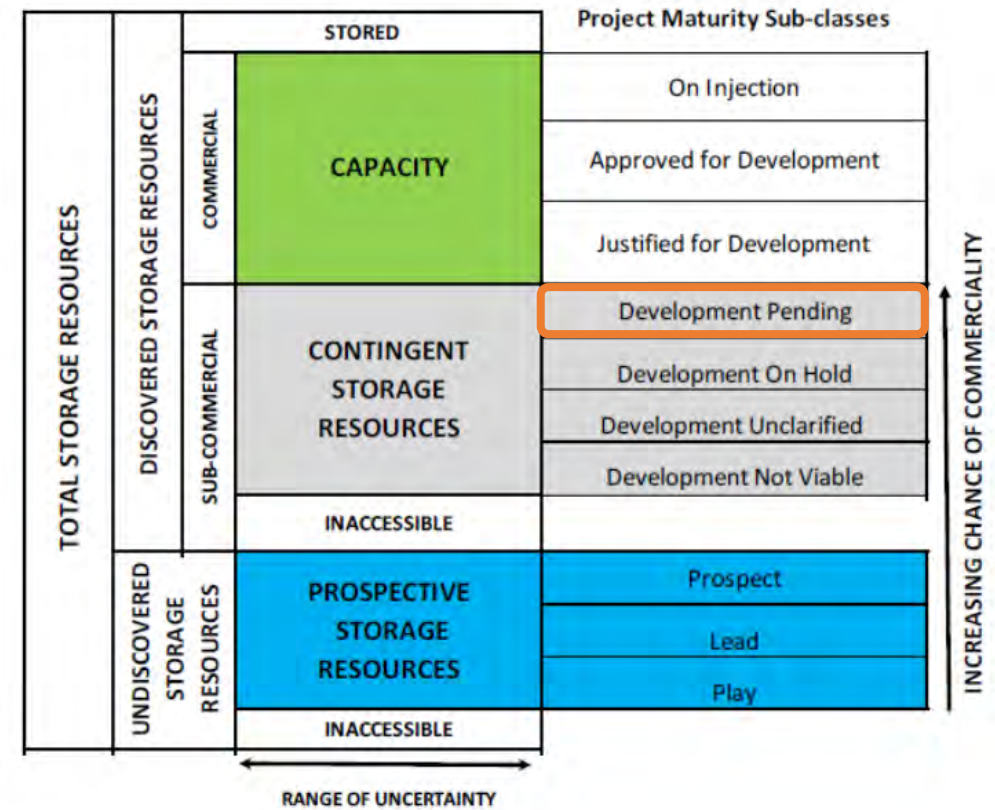 Project Maturity Sub-classes
STORED
TOTAL STORAGE RESOURCES
DISCOVERED STORAGE RESOURCES
COMMERCIAL
CAPACITY
On Injection
Approved for Development
Justified for Development
SUB-COMMERCIAL
CONTINGENT
STORAGE
RESOURCES
Development Pending
Development On Hold
Development Unclarified
Development Not Viable
INACCESSIBLE
UNDISCOVERED
STORAGE
RESOURCES
PROSPECTIVE
STORAGE
RESOURCES
Prospect
Lead
Play
INACCESSIBLE
INCREASING CHANCE OF COMMERCIALITY
RANGE OF UNCERTAINTY